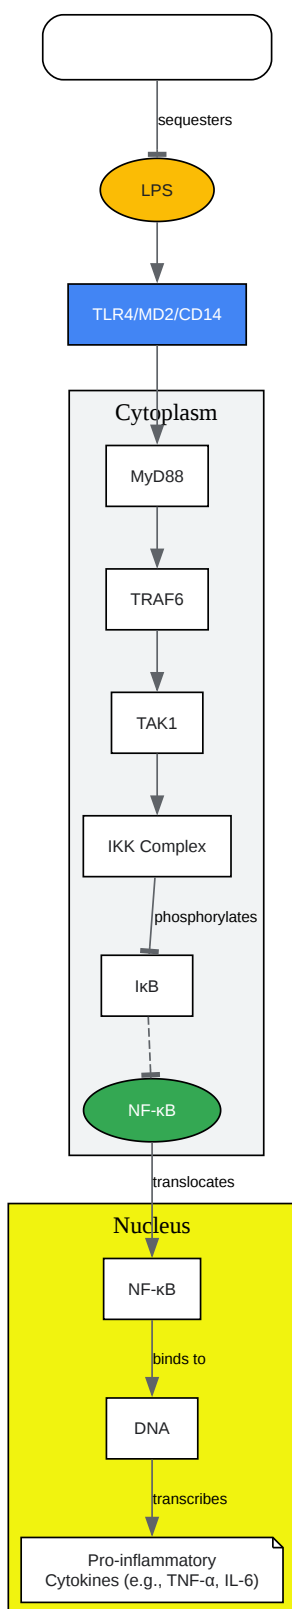 sequesters
LPS
TLR4/MD2/CD14
Cytoplasm
MyD88
TRAF6
TAK1
IKK Complex
phosphorylates
IκB
NF-κB
translocates
Nucleus
NF-κB
binds to
DNA
transcribes
Pro-inflammatory
Cytokines (e.g., TNF-α, IL-6)